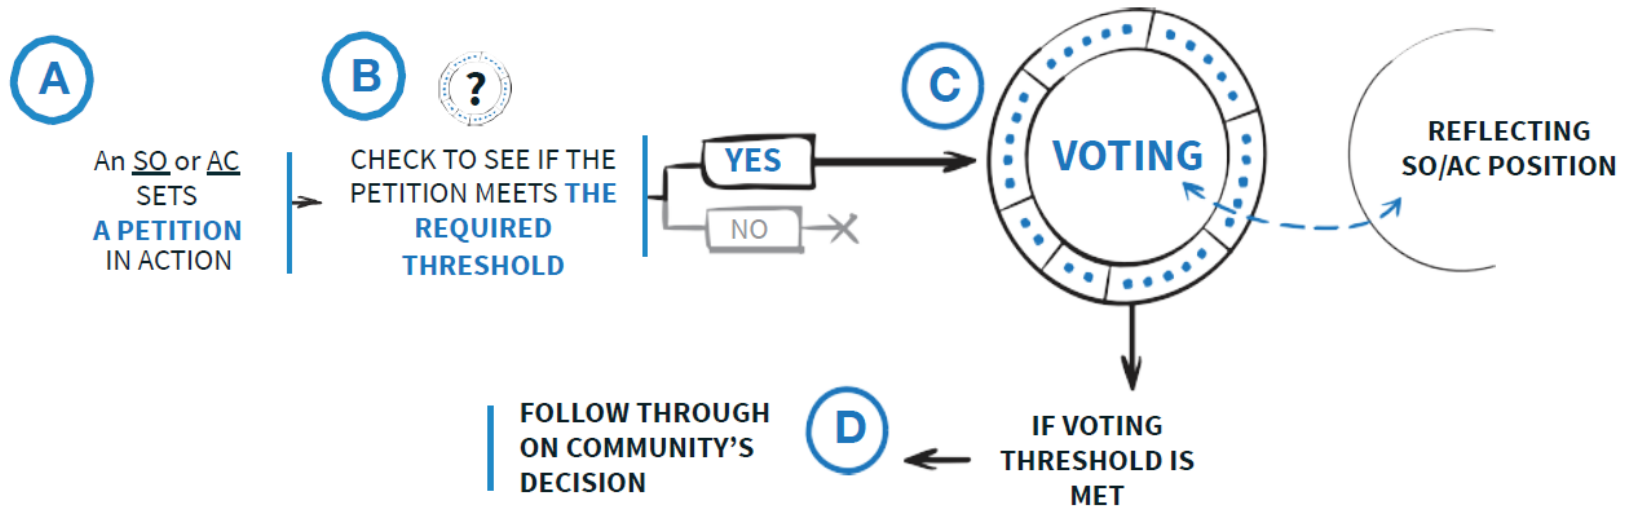 A
An SO or AC
SETS
A PETITION
IN ACTION
B
?
CHECK TO SEE IF THE
PETITION MEETS THE
REQUIRED
THRESHOLD
YES
NO
C
VOTING
REFLECTING
SO/AC POSITION
IF VOTING
THRESHOLD IS
MET
D
FOLLOW THROUGH
ON COMMUNITY’S
DECISION